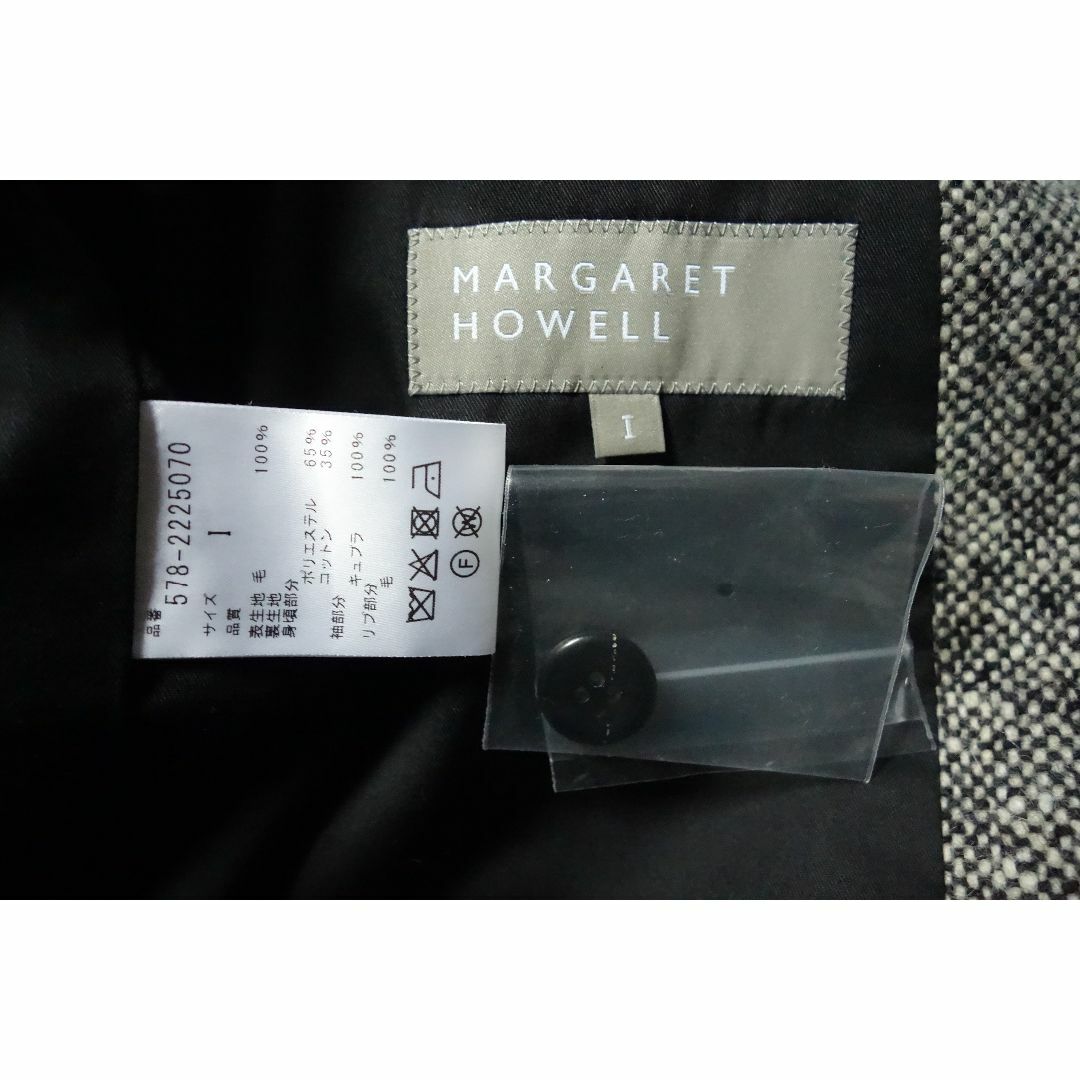 MARGARET
HOWELL
I
品番
578-2225070
サイズ I
品質
表生地 毛 100%
裏生地
身頃部分
ポリエステル 65%
コットン 35%
袖部分 キュプラ 100%
リブ部分 毛 100%
F
W